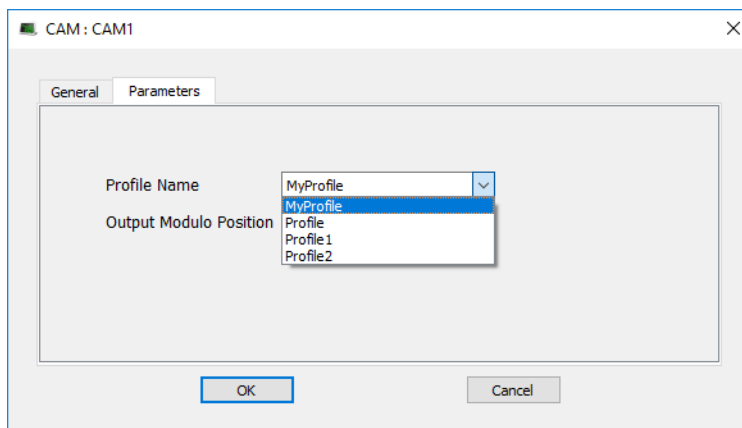 CAM : CAM1
General Parameters
Profile Name MyProfile
MyProfile
Output Modulo Position Profile
Profile1
Profile2
OK Cancel